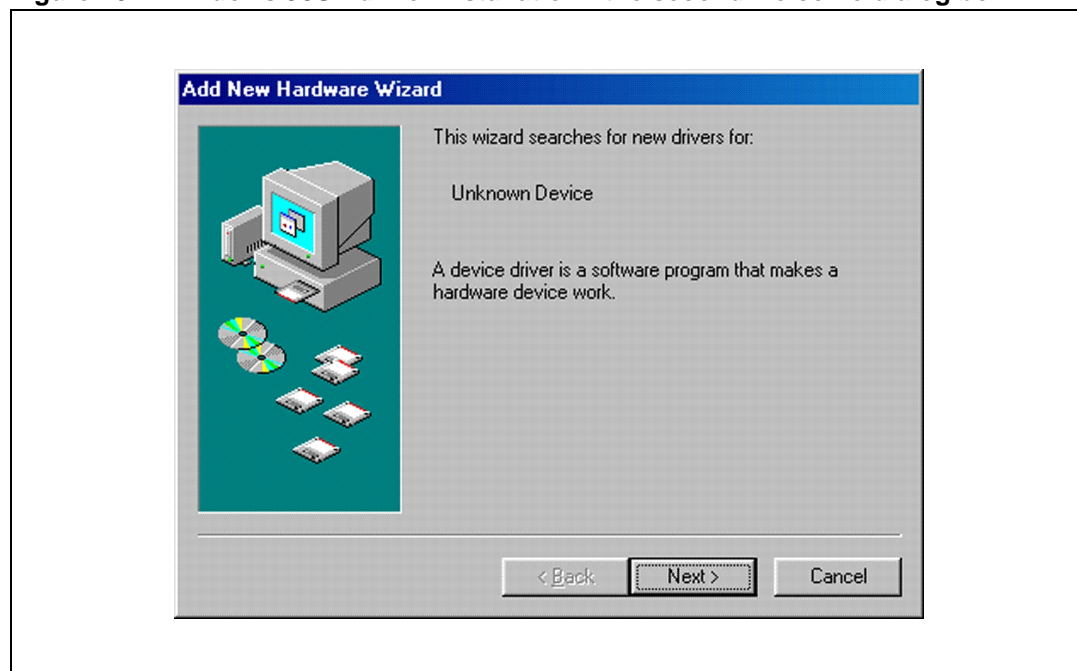 Add New Hardware Wizard
This wizard searches for new drivers for:
Unknown Device
A device driver is a software program that makes a
hardware device work.
< Back
Next >
Cancel